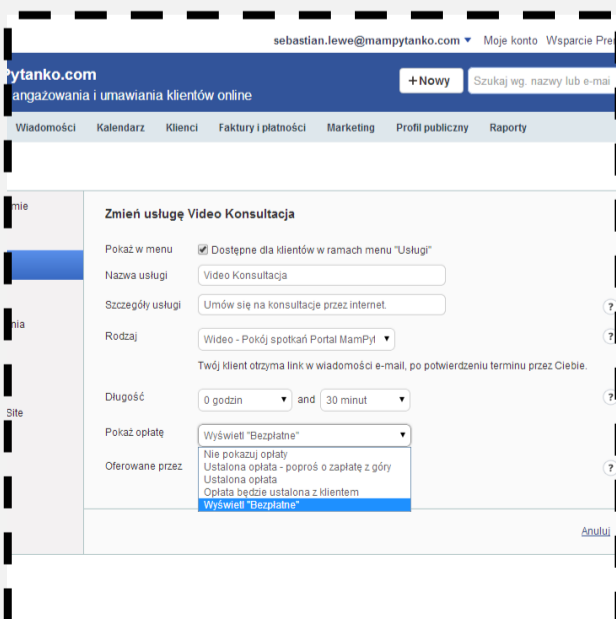 sebastian.lewe@mampytanko.com Moje konto Wsparcie
Pytanko.com
+Nowy
Szukaj wg. nazwy lub e-mai
angażowania i umawiania klientów online
Wiadomości Kalendarz Klienci Faktury i płatności Marketing Profil publiczny Raporty
mie
Zmień usługę Video Konsultacja
Pokaż w menu Dostępne dla klientów w ramach menu "Usługi"
Nazwa usługi Video Konsultacja
Szczegóły usługi Umów się na konsultacje przez internet. ?
nia
Rodzaj Wideo - Pokój spotkań Portal MamPy ?
Twój klient otrzyma link w wiadomości e-mail, po potwierdzeniu terminu przez Ciebie.
Długość 0 godzin and 30 minut ?
Site
Pokaż opłatę Wyświetl "Bezpłatne"
Nie pokazuj opłaty
Ustalona opłata - poproś o zapłatę z góry
Oferowane przez ?
Ustalona opłata
Opłata będzie ustalona z klientem
Wyświetl "Bezpłatne"
Anuluj